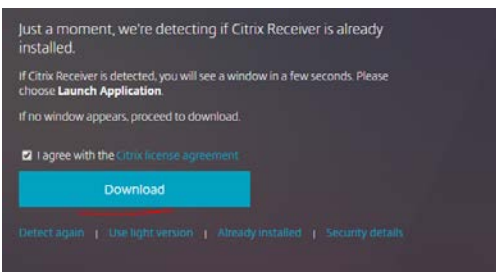 Just a moment, we're detecting if Citrix Receiver is already
installed.
If Citrix Receiver is detected, you will see a window in a few seconds. Please
choose Launch Application.
If no window appears, proceed to download.
I agree with the Citrix license agreement
Download
Detect again | Use light version | Already installed | Security details